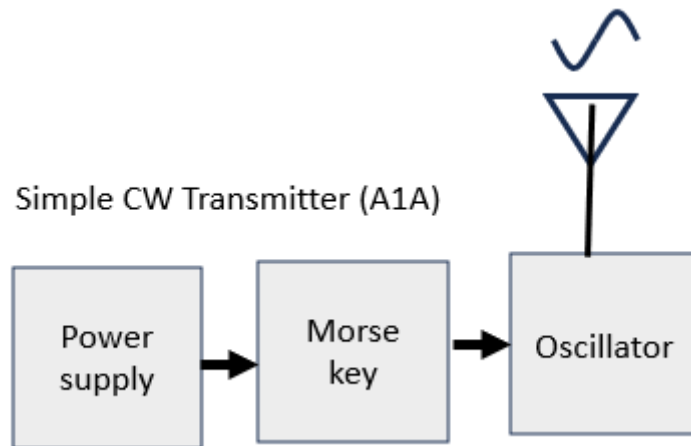 Simple CW Transmitter (A1A)
Power
supply
Morse
key
Oscillator